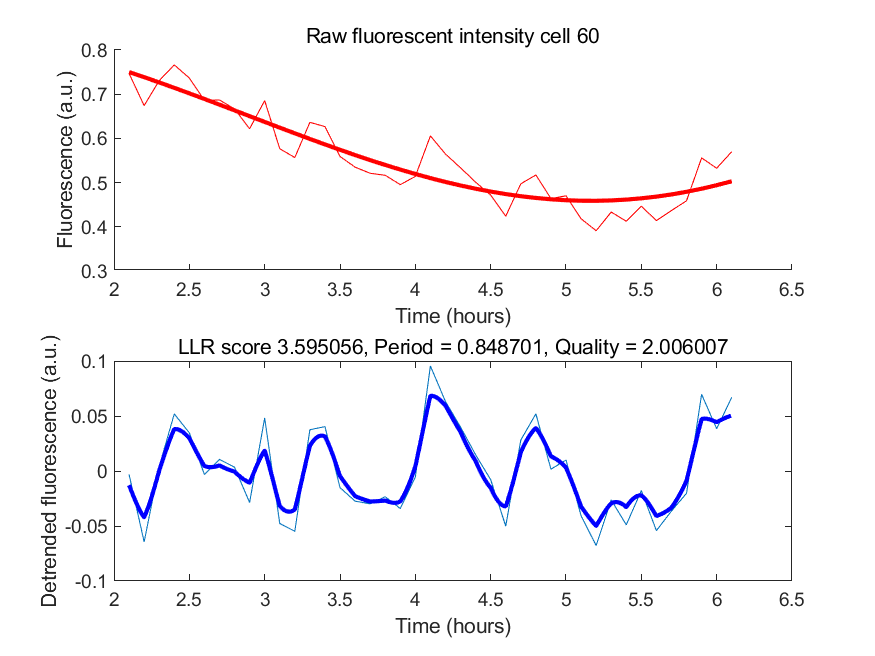 Raw fluorescent intensity cell 60
Fluorescence (a.u.)
0.8
0.7
0.6
0.5
0.4
0.3
2 2.5 3 3.5 4 4.5 5 5.5 6 6.5
Time (hours)
LLR score 3.595056, Period = 0.848701, Quality = 2.006007
Detrended fluorescence (a.u.)
0.1
0.05
0
-0.05
-0.1
2 2.5 3 3.5 4 4.5 5 5.5 6 6.5
Time (hours)